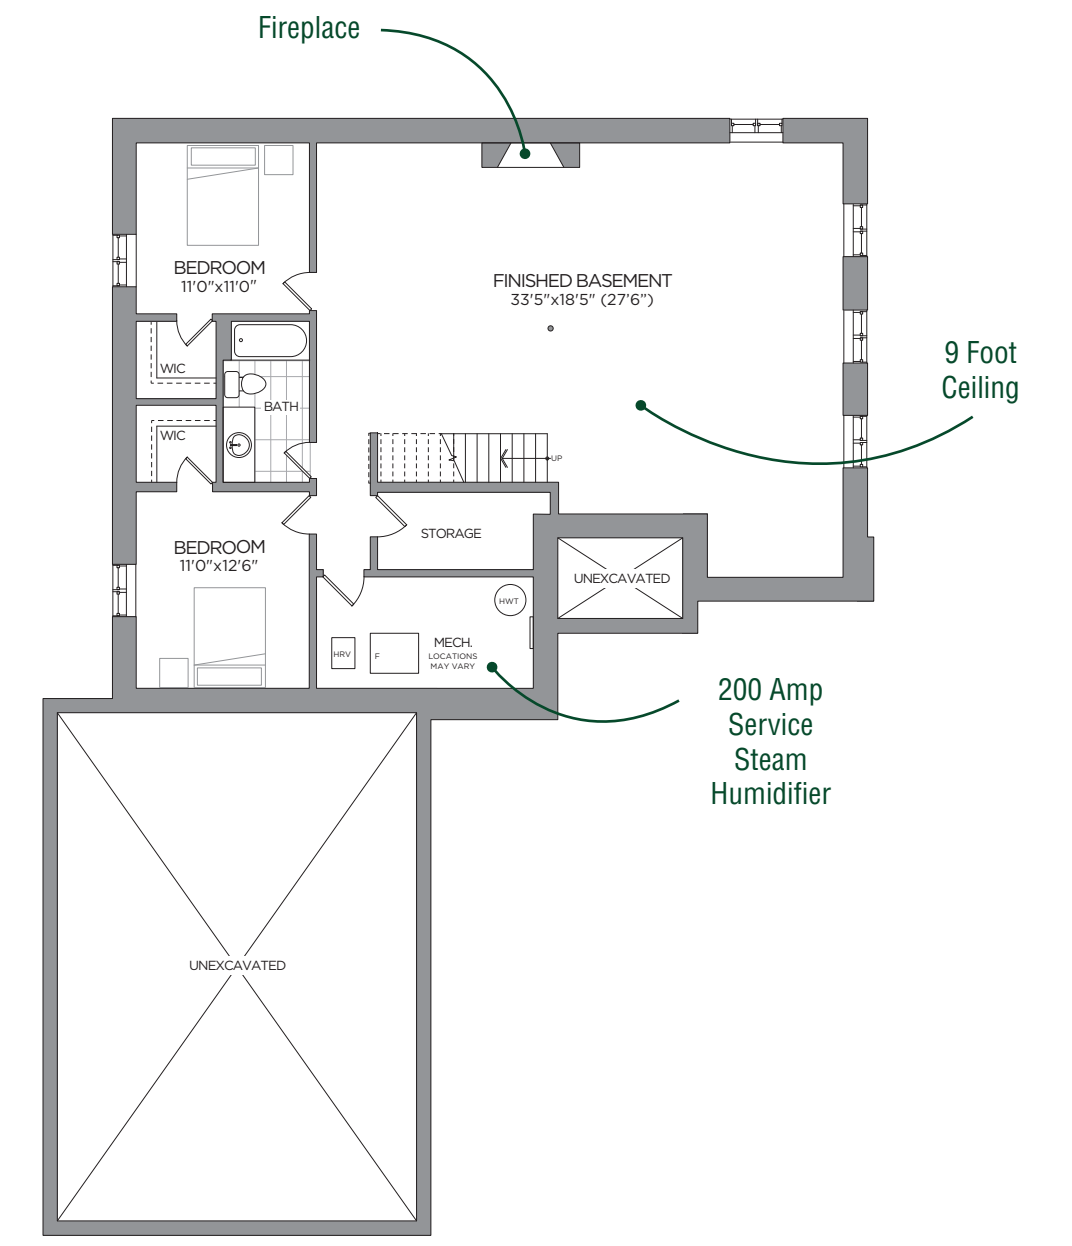 Fireplace
BEDROOM
11'0"x11'0"
FINISHED BASEMENT
33'5"x18'5" (27'6”)
9 Foot
Ceiling
WIC
BATH
WIC
UP
STORAGE
BEDROOM
11'0"x12'6"
UNEXCAVATED
HWT
MECH.
LOCATIONS
MAY VARY
HRV
F
200 Amp
Service
Steam
Humidifier
UNEXCAVATED